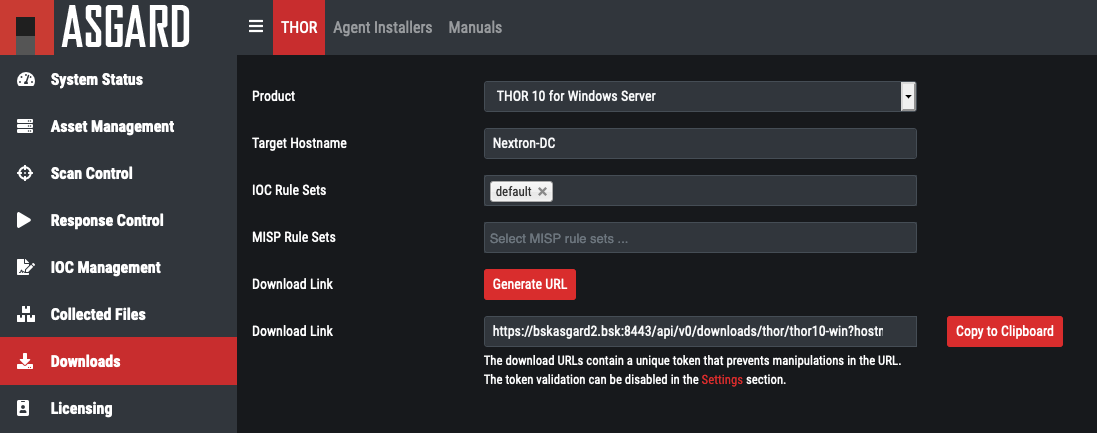 ASGARD
THOR Agent Installers Manuals
System Status
Asset Management
Scan Control
Response Control
IOC Management
Collected Files
Downloads
Licensing
Product THOR 10 for Windows Server
Target Hostname Nextron-DC
IOC Rule Sets default
MISP Rule Sets Select MISP rule sets ...
Download Link Generate URL
Download Link https://bskasgard2.bsk:8443/api/v0/downloads/thor/thor10-win?hostn Copy to Clipboard
The download URLs contain a unique token that prevents manipulations in the URL.
The token validation can be disabled in the Settings section.